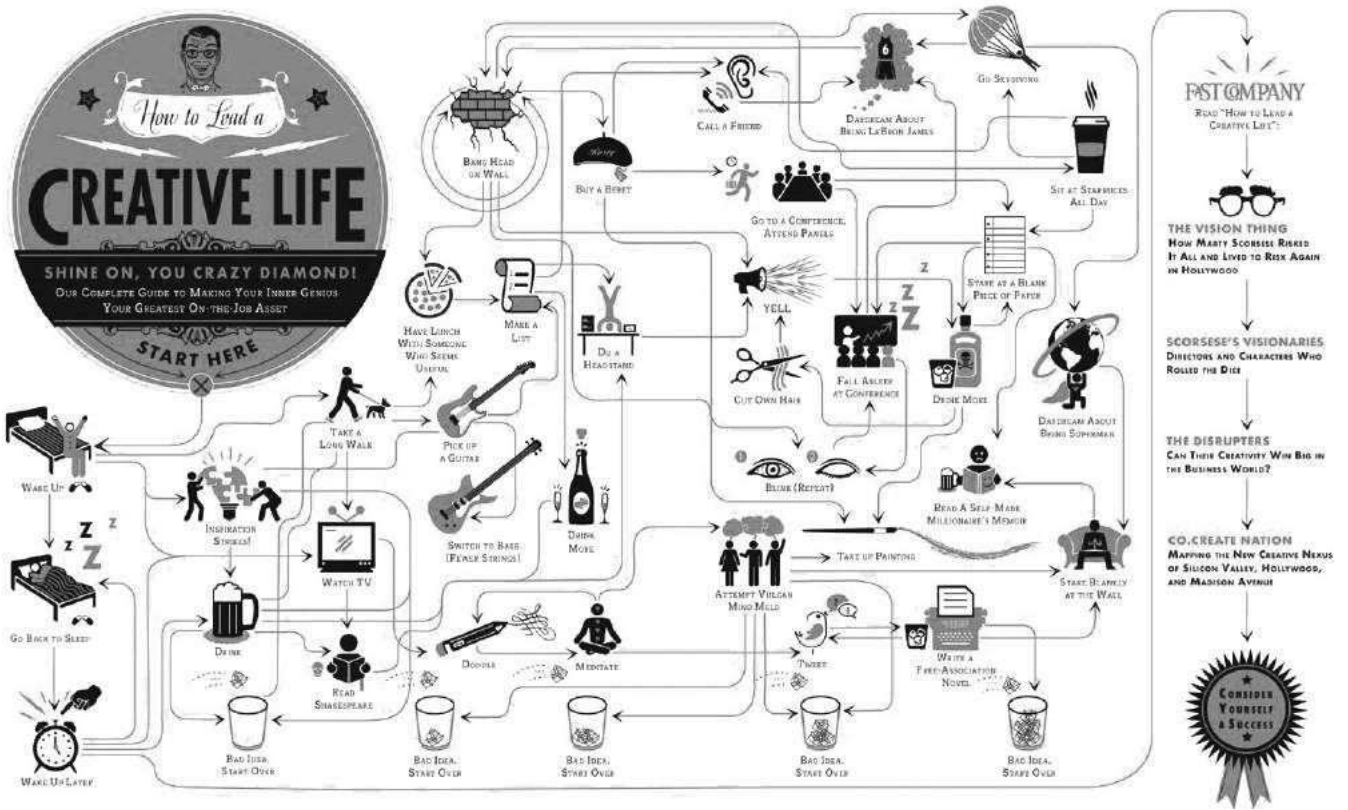 How to Lead a
CREATIVE LIFE
SHINE ON, YOU CRAZY DIAMOND!
OUR COMPLETE GUIDE TO MAKING YOUR INNER GENIUS
YOUR GREATEST ON-THE-JOB ASSET
START HERE
WAKE UP
Z Z Z
GO BACK TO SLEEP
WAKE UP LATER
INSPIRATION
STRIKES!
DRINK
TAKE A
LONG WALK
WATCH TV
READ
SHAKESPEARE
HAVE LUNCH
WITH SOMEONE
WHO SEEMS
USEFUL
PICK UP
A GUITAR
SWITCH TO BASS
(FEWER STRINGS)
BANG HEAD
ON WALL
MAKE A
LIST
DRINK
MORE
DOODLE
MEDITATE
BUY A BERET
DO A
HEADSTAND
CALL A FRIEND
GO TO A CONFERENCE,
ATTEND PANELS
YELL
CUT OWN HAIR
1 2
BLINK (REPEAT)
6
DAYDREAM ABOUT
BEING LEBRON JAMES
Z Z Z
FALL ASLEEP
AT CONFERENCE
GO SKYDIVING
SIT AT STARBUCKS
ALL DAY
STARE AT A BLANK
PIECE OF PAPER
DRINK MORE
DAYDREAM ABOUT
BEING SUPERMAN
READ A SELF-MADE
MILLIONAIRE'S MEMOIR
TAKE UP PAINTING
STARE BLANKLY
AT THE WALL
ATTEMPT VULCAN
MIND MELD
TWEET
WRITE A
FREE-ASSOCIATION
NOVEL
BAD IDEA.
START OVER
BAD IDEA.
START OVER
BAD IDEA.
START OVER
BAD IDEA.
START OVER
BAD IDEA.
START OVER
FAST COMPANY
READ "HOW TO LEAD A
CREATIVE LIFE":
THE VISION THING
HOW MARTY SCORSESE RISKED
IT ALL AND LIVED TO RISK AGAIN
IN HOLLYWOOD
SCORSESE'S VISIONARIES
DIRECTORS AND CHARACTERS WHO
ROLLED THE DICE
THE DISRUPTERS
CAN THEIR CREATIVITY WIN BIG IN
THE BUSINESS WORLD?
CO.CREATE NATION
MAPPING THE NEW CREATIVE NEXUS
OF SILICON VALLEY, HOLLYWOOD,
AND MADISON AVENUE
CONSIDER
YOURSELF
A SUCCESS